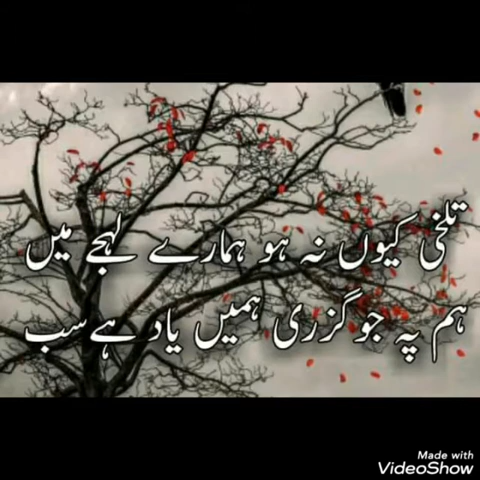 تلخی کیوں نہ ہو ہمارے لہجے میں
ہم پہ جو گزری ہمیں یاد ہے سب
Made with
VideoShow